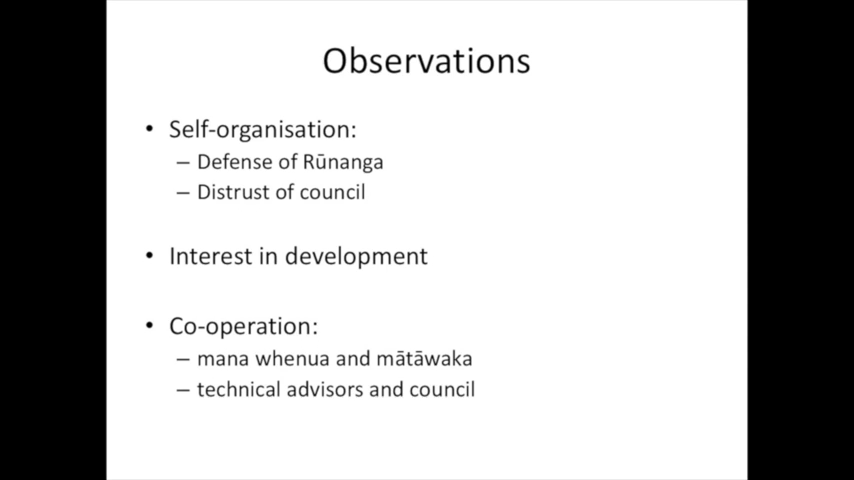 Observations
• Self-organisation:
– Defense of Rūnanga
– Distrust of council
• Interest in development
• Co-operation:
– mana whenua and mātāwaka
– technical advisors and council